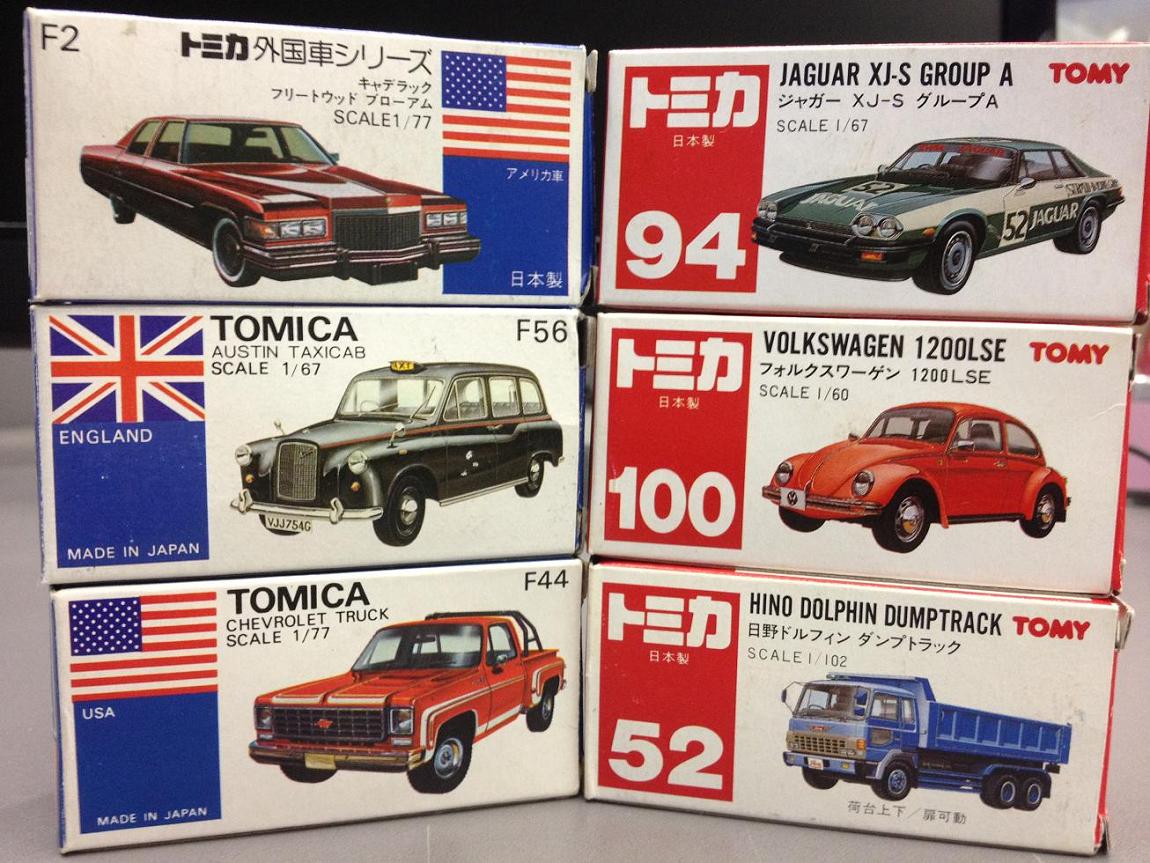 F2
トミカ外国車シリーズ
キャデラック
フリートウッド ブローアム
SCALE1/77
アメリカ車
日本製
TOMICA
F56
AUSTIN TAXICAB
SCALE 1/67
ENGLAND
TAXI
VJJ754G
MADE IN JAPAN
TOMICA
F44
CHEVROLET TRUCK
SCALE 1/77
USA
MADE IN JAPAN
トミカ
日本製
94
JAGUAR XJ-S GROUP A
TOMY
ジャガー XJ-S グループA
SCALE 1/67
52
JAGUAR
52 JAGUAR
トミカ
日本製
100
VOLKSWAGEN 1200LSE
TOMY
フォルクスワーゲン 1200LSE
SCALE 1/60
トミカ
日本製
52
HINO DOLPHIN DUMPTRACK
TOMY
日野ドルフィン ダンプトラック
SCALE 1/102
荷台上下/扉可動